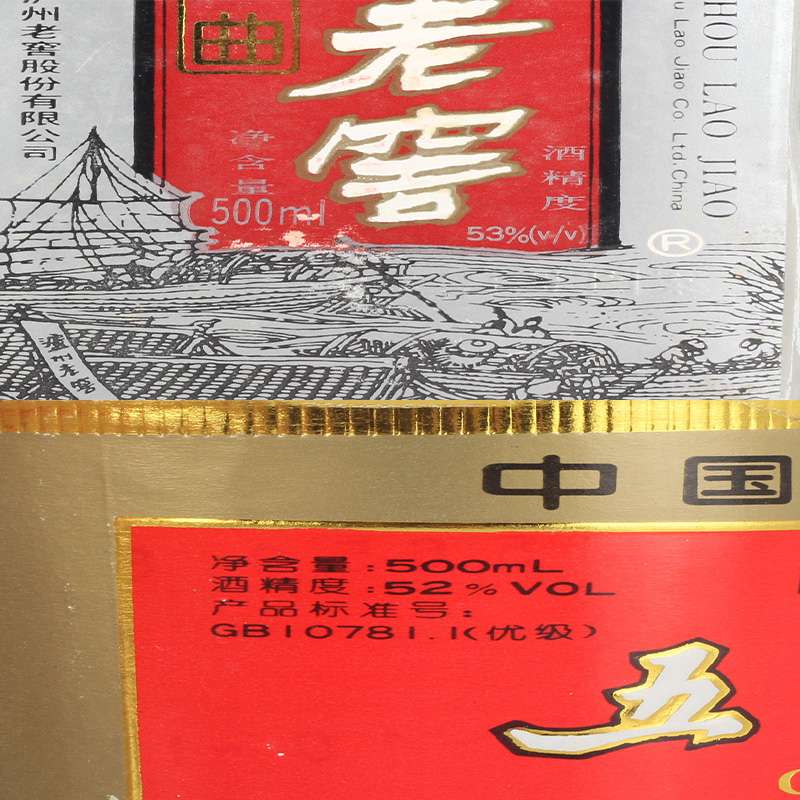 州老窖股份有限公司
曲
老窖
净含量
500ml
酒精度
53%(v/v)
HOU LAO JIAO
u Lao Jiao Co Ltd.China
®
泸州老窖
中国
净含量:500mL
酒精度:52%VOL
产品标准号:
GB10781.1(优级)
五